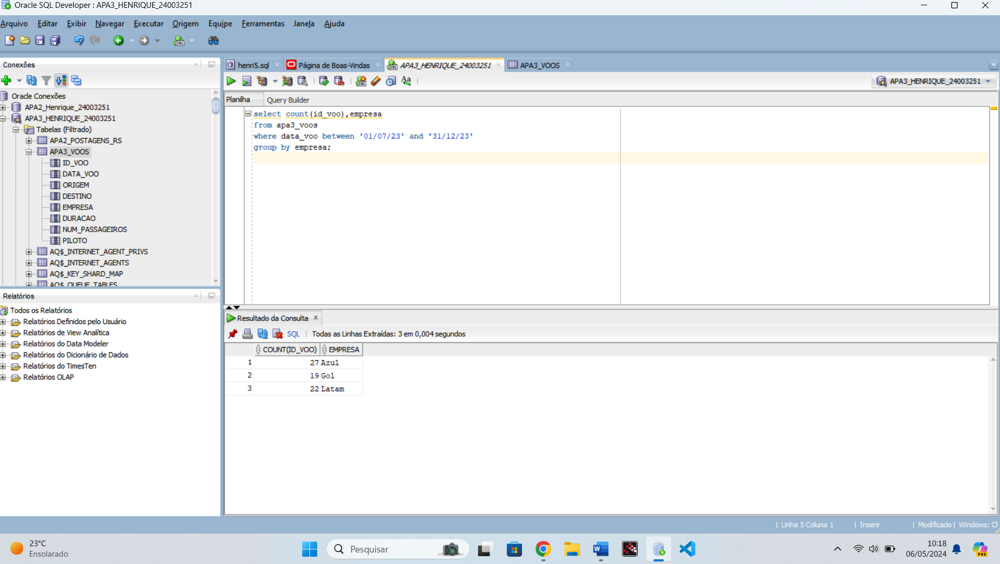 Oracle SQL Developer : APA3_HENRIQUE_24003251
Arquivo Editar Exibir Navegar Executar Origem Equipe Ferramentas Janela Ajuda
Conexões
Oracle Conexões
APA2_Henrique_24003251
APA3_HENRIQUE_24003251
Tabelas (Filtrado)
APA2_POSTAGENS_RS
APA3_VOOS
ID_VOO
DATA_VOO
ORIGEM
DESTINO
EMPRESA
DURACAO
NUM_PASSAGEIROS
PILOTO
AQ$_INTERNET_AGENT_PRIVS
AQ$_INTERNET_AGENTS
AQ$_KEY_SHARD_MAP
AQ$_QUEUE_TABLES
Relatórios
Todos os Relatórios
Relatórios Definidos pelo Usuário
Relatórios de View Analítica
Relatórios do Data Modeler
Relatórios do Dicionário de Dados
Relatórios do TimesTen
Relatórios OLAP
henri5.sql Página de Boas-Vindas APA3_HENRIQUE_24003251 APA3_VOOS
APA3_HENRIQUE_24003251
Planilha Query Builder
select count(id_voo),empresa
from apa3_voos
where data_voo between '01/07/23' and '31/12/23'
group by empresa;
Resultado da Consulta
SQL Todas as Linhas Extraídas: 3 em 0,004 segundos
COUNT(ID_VOO) EMPRESA
1 27 Azul
2 19 Gol
3 22 Latam
Linha 5 Coluna 1 Inserir Modificado Windows:
23°C
Ensolarado
Pesquisar
10:18
06/05/2024
PRE